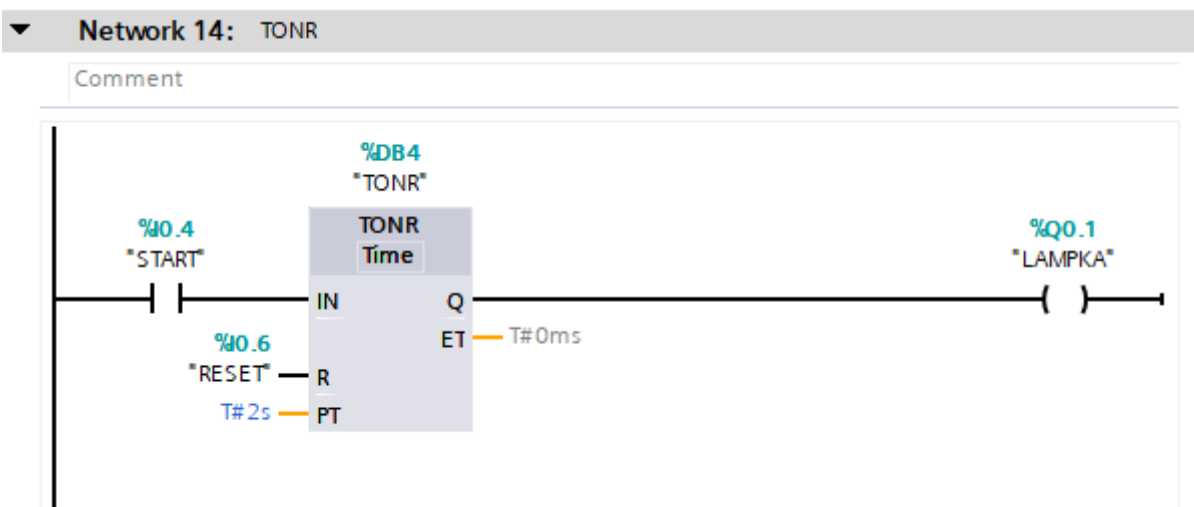 Network 14: TONR
Comment
%DB4
"TONR"
%I0.4
"START"
TONR
Time
%Q0.1
"LAMPKA"
IN Q
%I0.6
"RESET"
ET T#0ms
R
T#2s PT